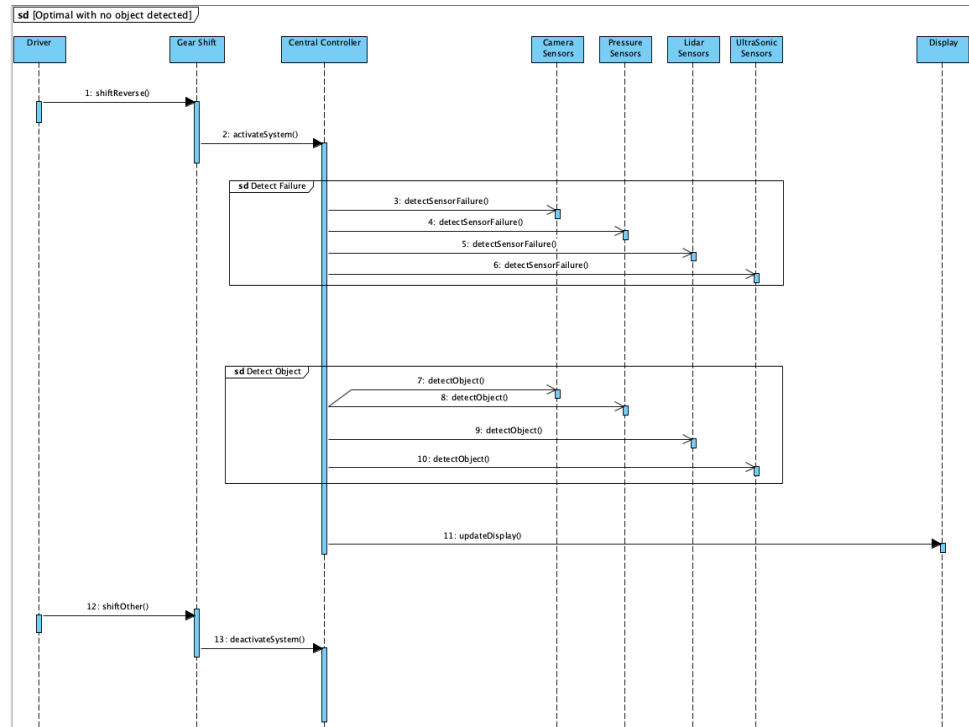 sd [Optimal with no object detected]
Driver
Gear Shift
Central Controller
Camera
Sensors
Pressure
Sensors
Lidar
Sensors
UltraSonic
Sensors
Display
1: shiftReverse()
2: activateSystem()
sd Detect Failure
3: detectSensorFailure()
4: detectSensorFailure()
5: detectSensorFailure()
6: detectSensorFailure()
sd Detect Object
7: detectObject()
8: detectObject()
9: detectObject()
10: detectObject()
11: updateDisplay()
12: shiftOther()
13: deactivateSystem()